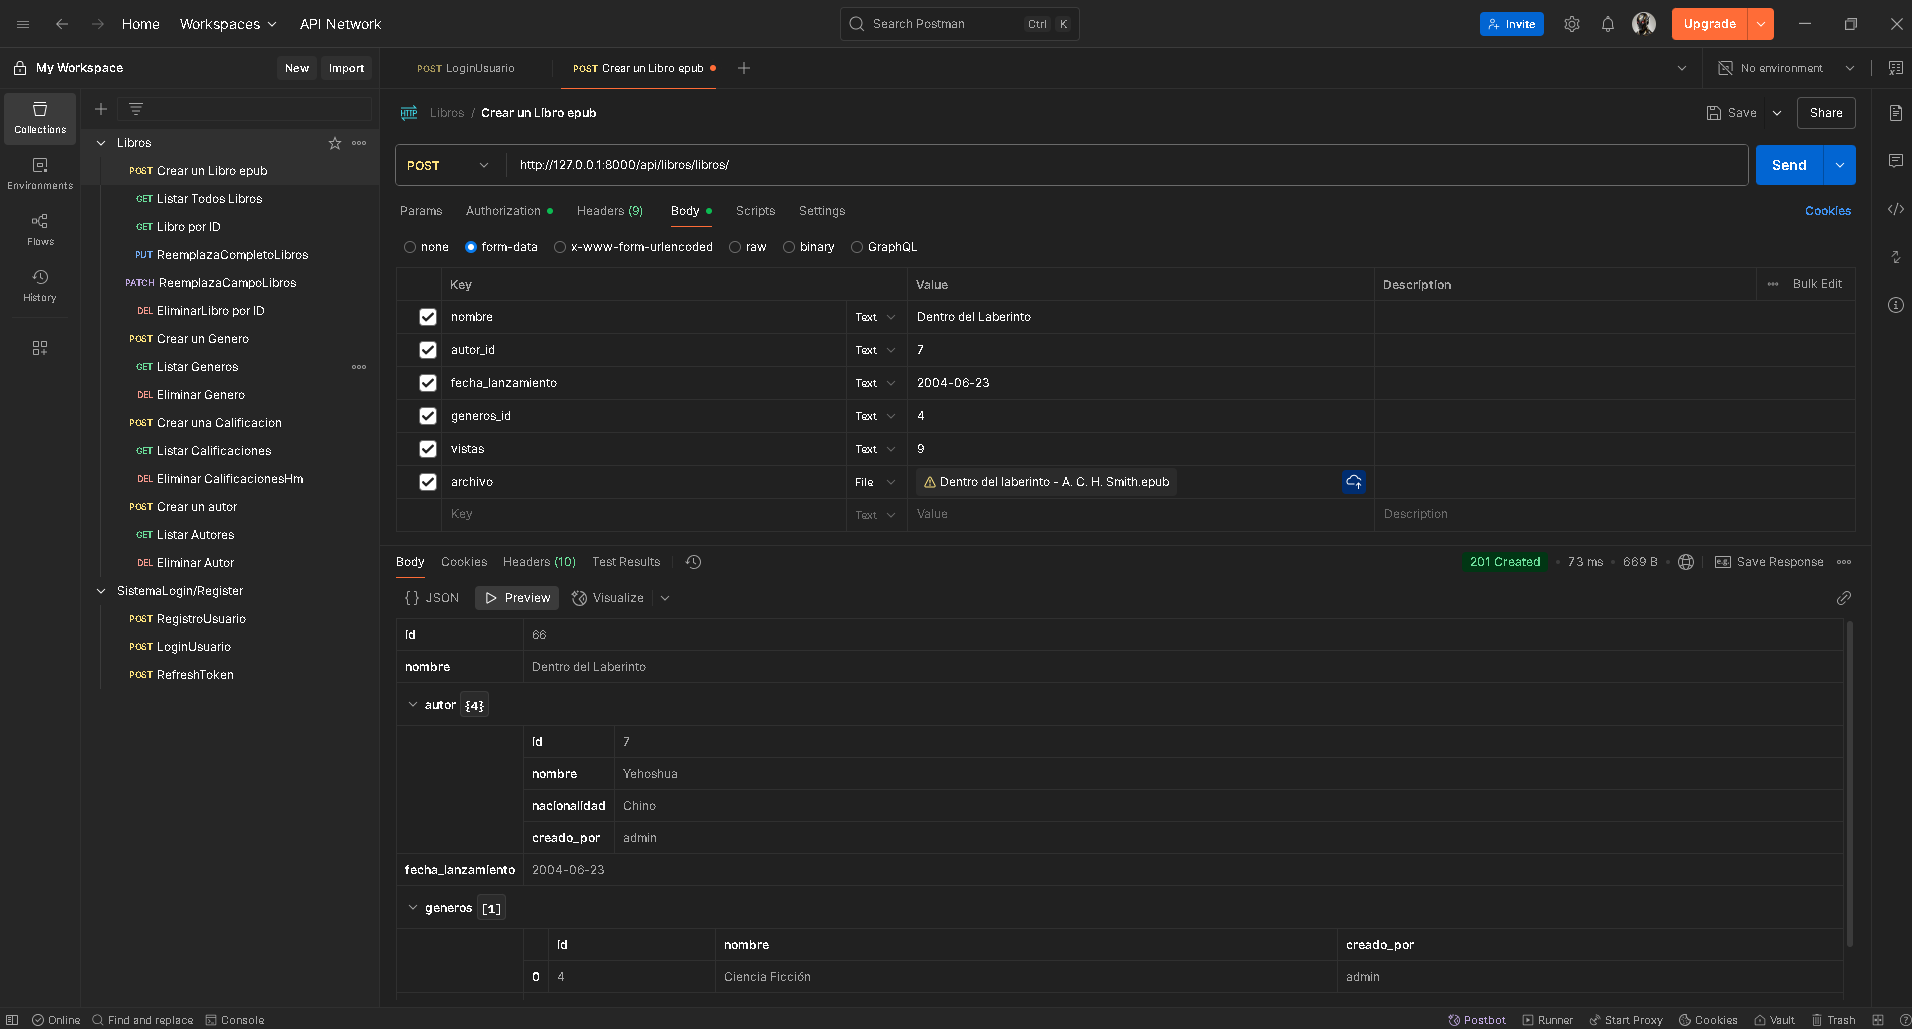 Home Workspaces API Network Search Postman Ctrl K Invite Upgrade
My Workspace New Import POST LoginUsuario POST Crear un Libro epub No environment
Collections
Environments
Flows
History
Libros
POST Crear un Libro epub
GET Listar Todos Libros
GET Libro por ID
PUT ReemplazaCompletoLibros
PATCH ReemplazaCampoLibros
DEL EliminarLibro por ID
POST Crear un Genero
GET Listar Generos
DEL Eliminar Genero
POST Crear una Calificacion
GET Listar Calificaciones
DEL Eliminar CalificacionesHm
POST Crear un autor
GET Listar Autores
DEL Eliminar Autor
SistemaLogin/Register
POST RegistroUsuario
POST LoginUsuario
POST RefreshToken
HTTP Libros / Crear un Libro epub Save Share
POST http://127.0.0.1:8000/api/libros/libros/ Send
Params Authorization Headers (9) Body Scripts Settings Cookies
none form-data x-www-form-urlencoded raw binary GraphQL
Key Value Description Bulk Edit
nombre Text Dentro del Laberinto
autor_id Text 7
fecha_lanzamiento Text 2004-06-23
generos_id Text 4
vistas Text 9
archivo File Dentro del laberinto - A. C. H. Smith.epub
Key Text Value Description
Body Cookies Headers (10) Test Results 201 Created 73 ms 669 B e.g. Save Response
{} JSON Preview Visualize
id 66
nombre Dentro del Laberinto
autor {4}
id 7
nombre Yehoshua
nacionalidad Chino
creado_por admin
fecha_lanzamiento 2004-06-23
generos [1]
id nombre creado_por
0 4 Ciencia Ficción admin
Online Find and replace Console Postbot Runner Start Proxy Cookies Vault Trash